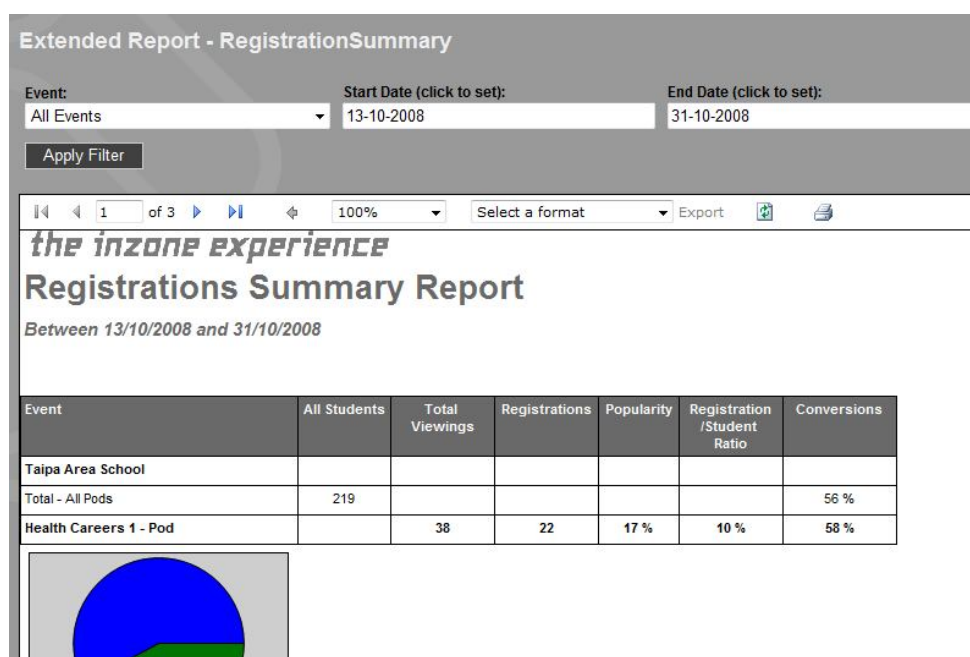 Extended Report - RegistrationSummary
Event: Start Date (click to set): End Date (click to set):
All Events 13-10-2008 31-10-2008
Apply Filter
1 of 3 100% Select a format Export
the inzone experience
Registrations Summary Report
Between 13/10/2008 and 31/10/2008
Event All Students Total Viewings Registrations Popularity Registration /Student Ratio Conversions
Taipa Area School
Total - All Pods 219 56 %
Health Careers 1 - Pod 38 22 17 % 10 % 58 %